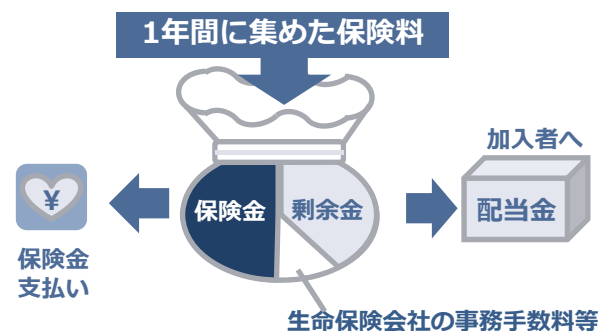 1年間に集めた保険料
加入者へ
¥
保険金
剰余金
配当金
保険金
支払い
生命保険会社の事務手数料等